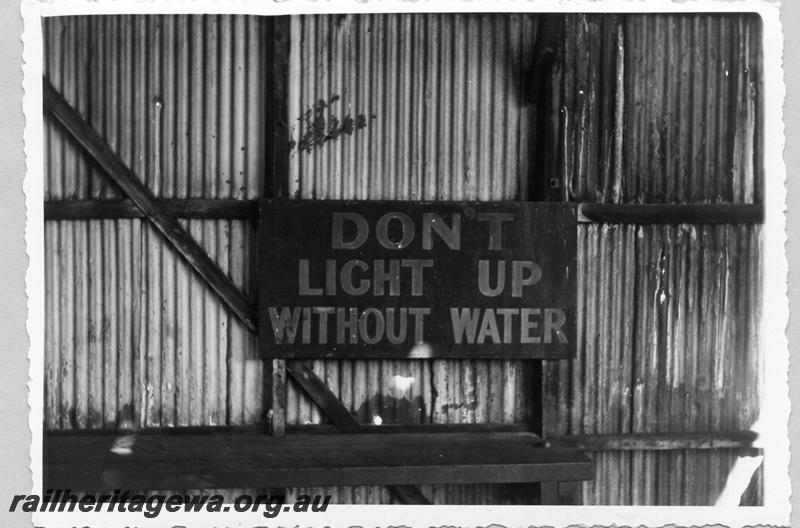 DON'T
LIGHT UP
WITHOUT WATER
railheritagewa.org.au